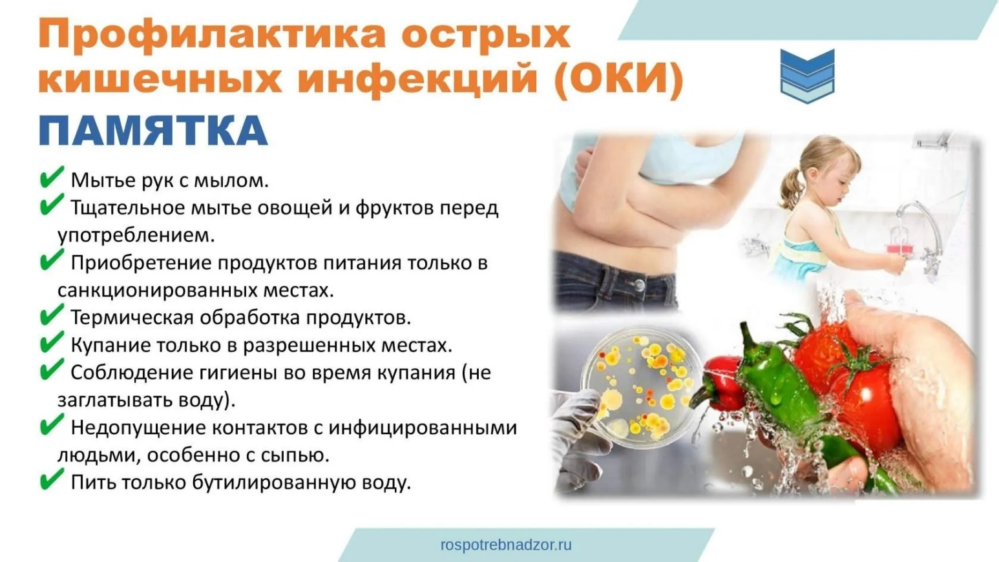 Профилактика острых
кишечных инфекций (ОКИ)
ПАМЯТКА
✔ Мытье рук с мылом.
✔ Тщательное мытье овощей и фруктов перед
употреблением.
✔ Приобретение продуктов питания только в
санкционированных местах.
✔ Термическая обработка продуктов.
✔ Купание только в разрешенных местах.
✔ Соблюдение гигиены во время купания (не
заглатывать воду).
✔ Недопущение контактов с инфицированными
людьми, особенно с сыпью.
✔ Пить только бутилированную воду.
rospotrebnadzor.ru